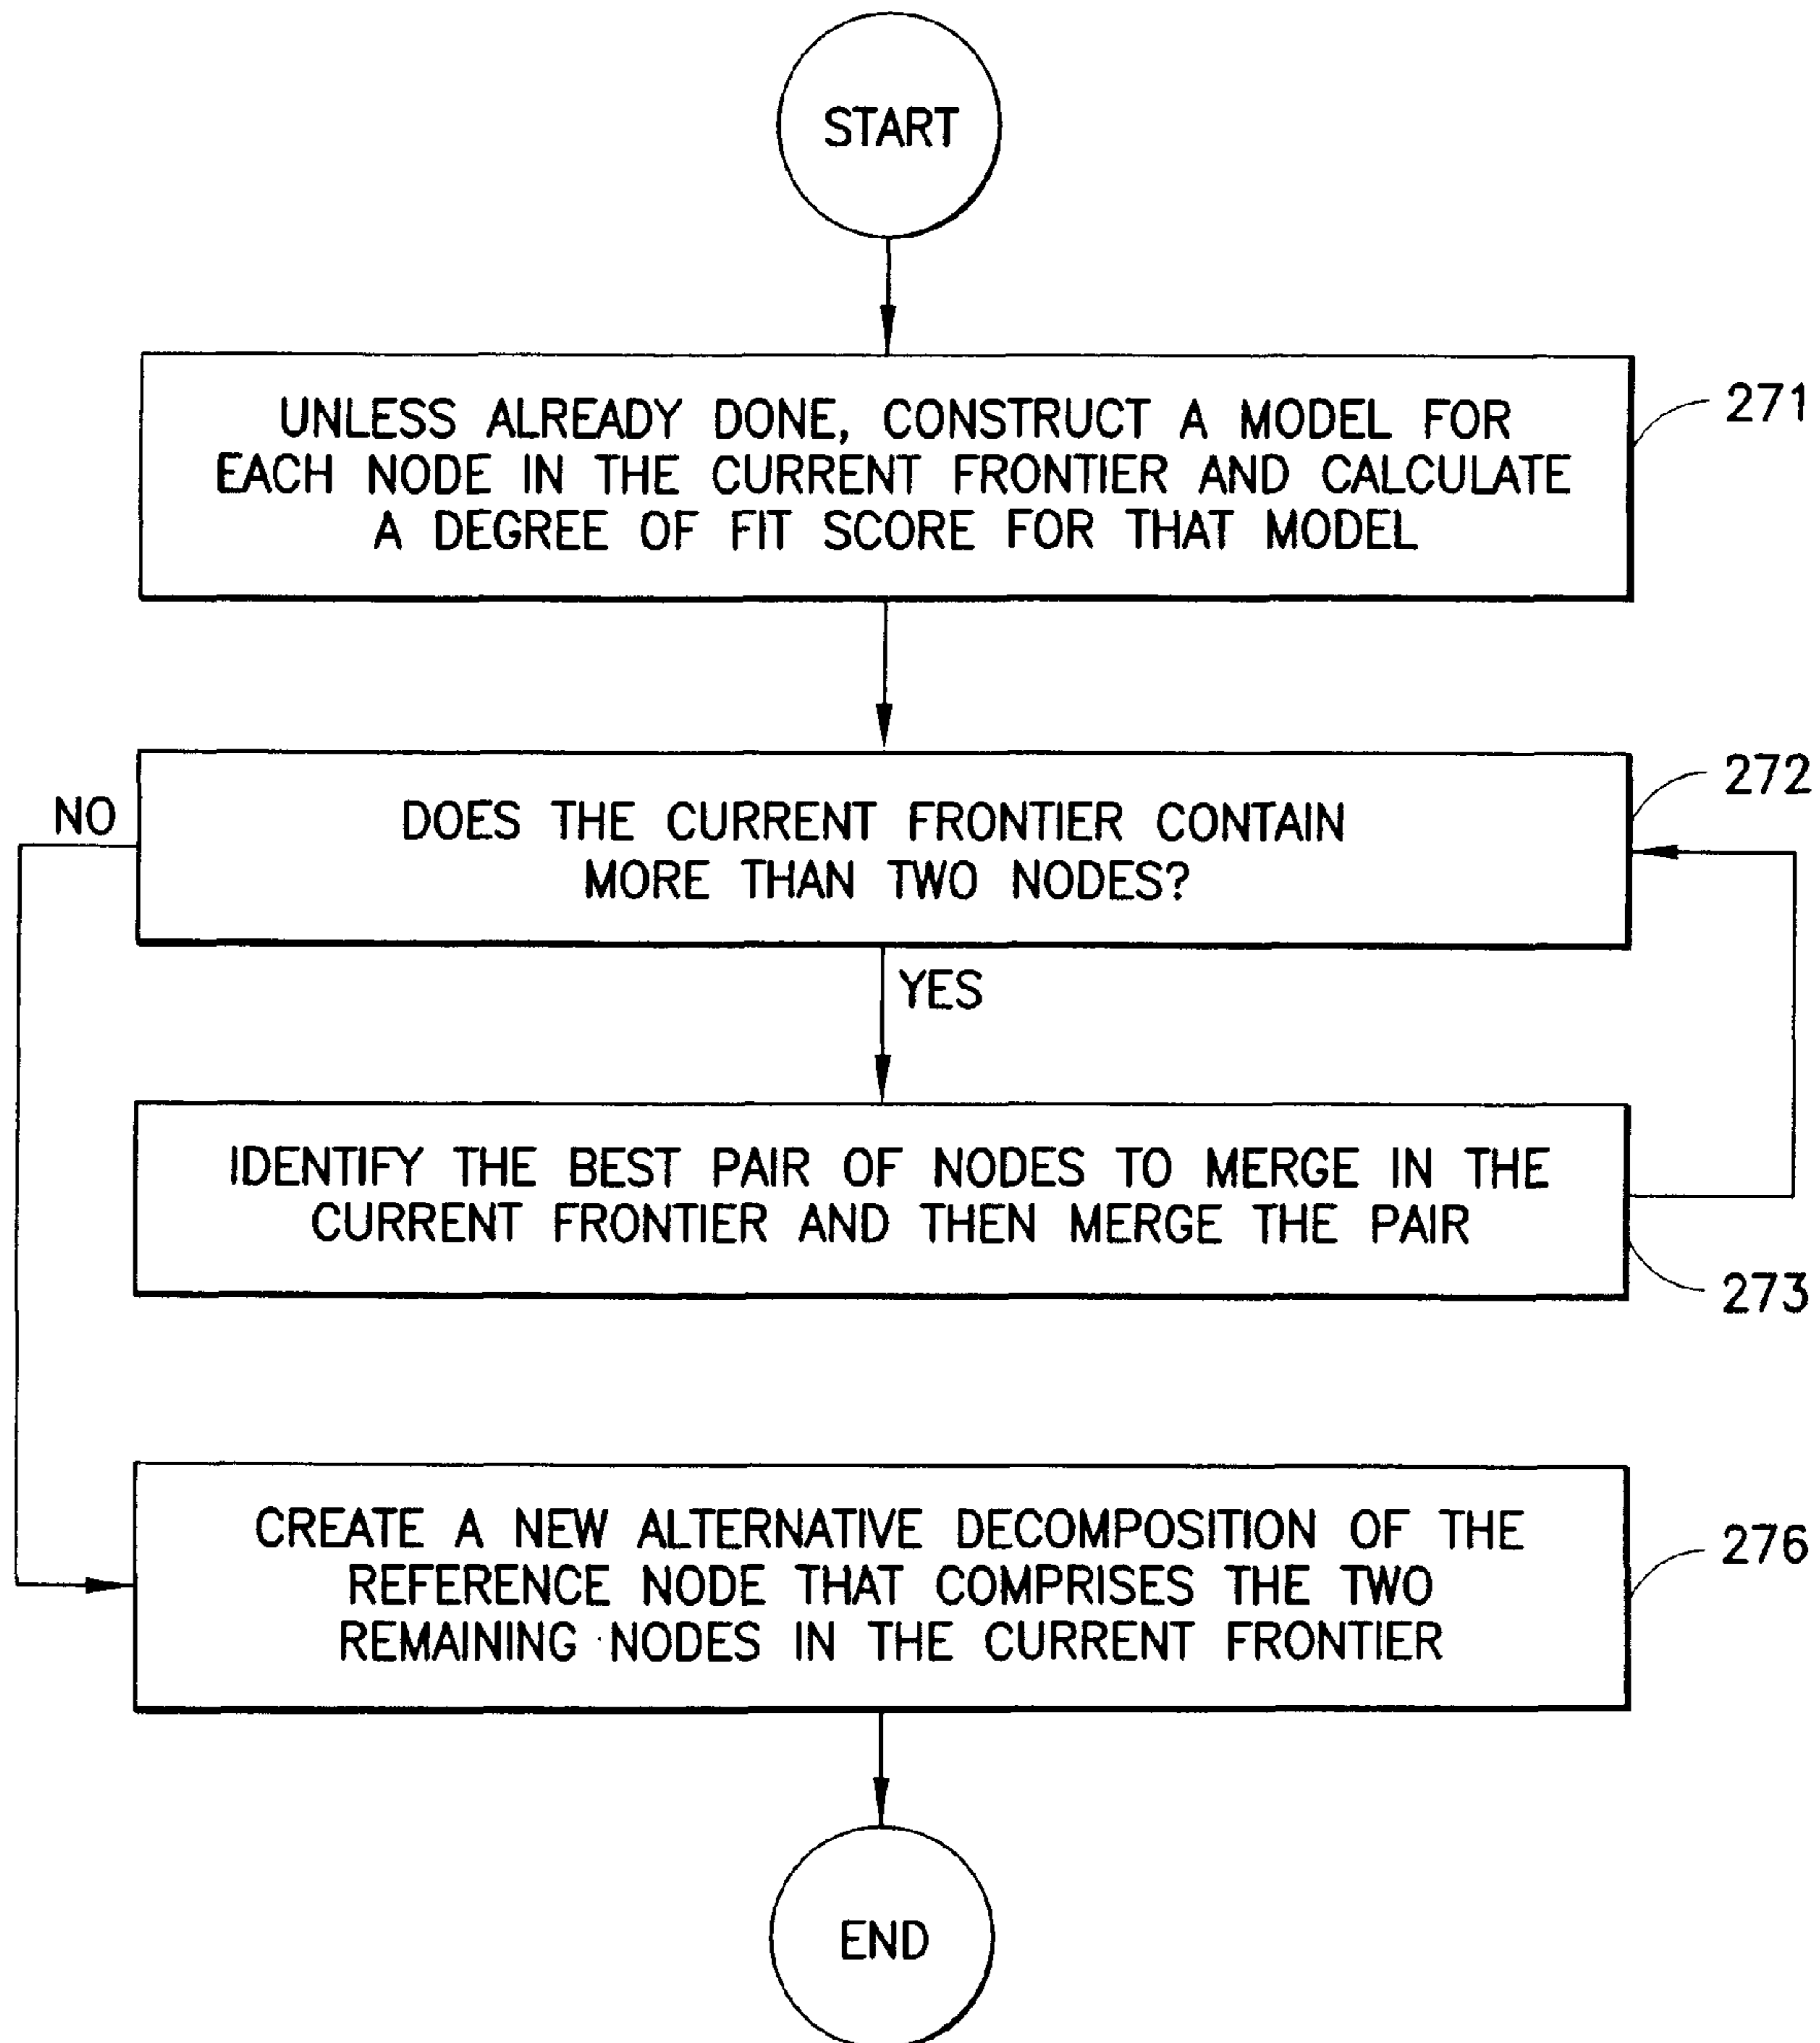 START
UNLESS ALREADY DONE, CONSTRUCT A MODEL FOR
EACH NODE IN THE CURRENT FRONTIER AND CALCULATE
A DEGREE OF FIT SCORE FOR THAT MODEL
271
DOES THE CURRENT FRONTIER CONTAIN
MORE THAN TWO NODES?
272
NO
YES
IDENTIFY THE BEST PAIR OF NODES TO MERGE IN THE
CURRENT FRONTIER AND THEN MERGE THE PAIR
273
CREATE A NEW ALTERNATIVE DECOMPOSITION OF THE
REFERENCE NODE THAT COMPRISES THE TWO
REMAINING NODES IN THE CURRENT FRONTIER
276
END